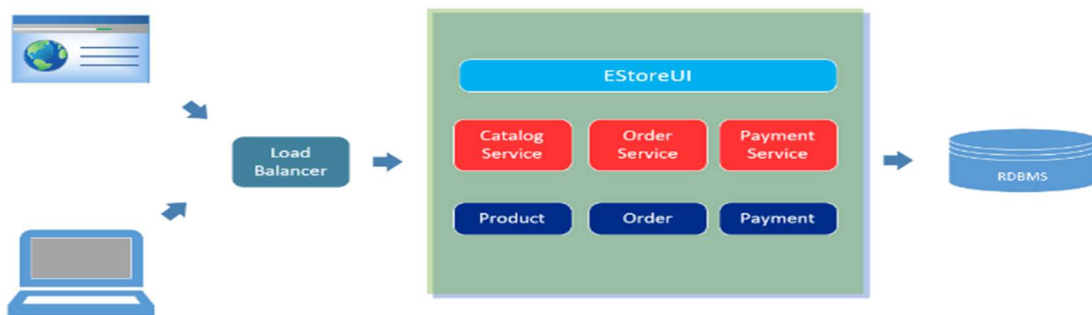 EStoreUI
Catalog
Service
Order
Service
Payment
Service
Load
Balancer
RDBMS
Product
Order
Payment